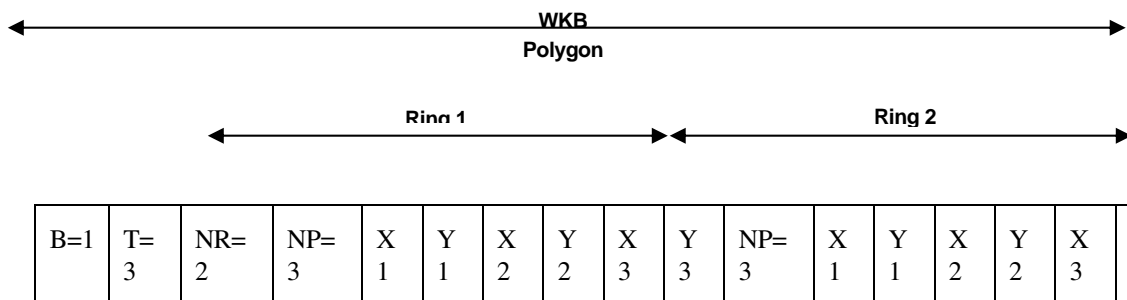 WKB
Polygon
Ring 1
Ring 2
B=1 T= NR= NP= X Y X Y X Y NP= X Y X Y X
3 2 3 1 1 2 2 3 3 3 1 1 2 2 3